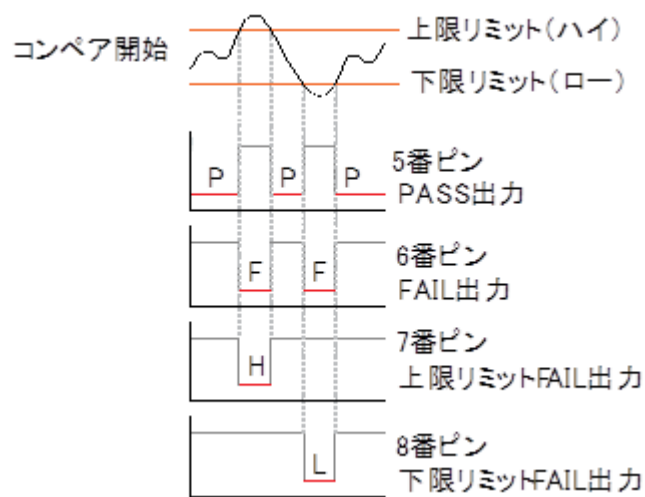 上限リミット(ハイ)
コンペア開始
下限リミット(ロー)
P P P
5番ピン
PASS出力
F F
6番ピン
FAIL出力
H
7番ピン
上限リミットFAIL出力
L
8番ピン
下限リミットFAIL出力